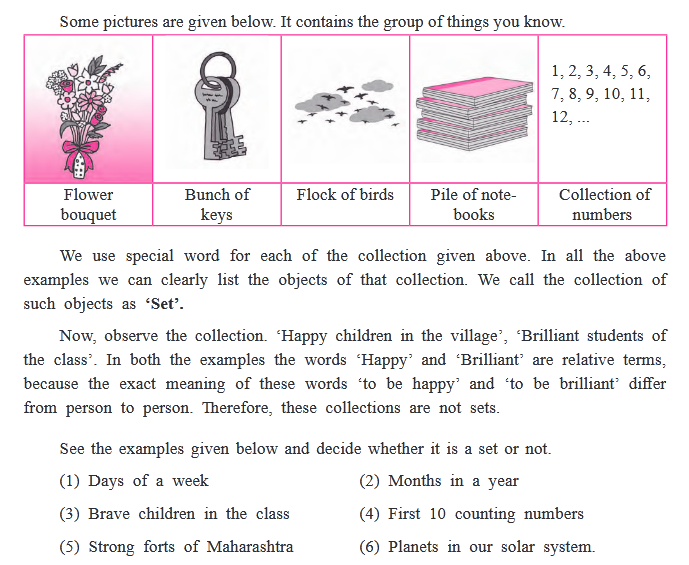 Some pictures are given below. It contains the group of things you know.
1, 2, 3, 4, 5, 6,
7, 8, 9, 10, 11,
12, ...
Flower
bouquet
Bunch of
keys
Flock of birds
Pile of note-
books
Collection of
numbers
We use special word for each of the collection given above. In all the above
examples we can clearly list the objects of that collection. We call the collection of
such objects as ‘Set’.
Now, observe the collection. ‘Happy children in the village’, ‘Brilliant students of
the class’. In both the examples the words ‘Happy’ and ‘Brilliant’ are relative terms,
because the exact meaning of these words ‘to be happy’ and ‘to be brilliant’ differ
from person to person. Therefore, these collections are not sets.
See the examples given below and decide whether it is a set or not.
(1) Days of a week
(2) Months in a year
(3) Brave children in the class
(4) First 10 counting numbers
(5) Strong forts of Maharashtra
(6) Planets in our solar system.